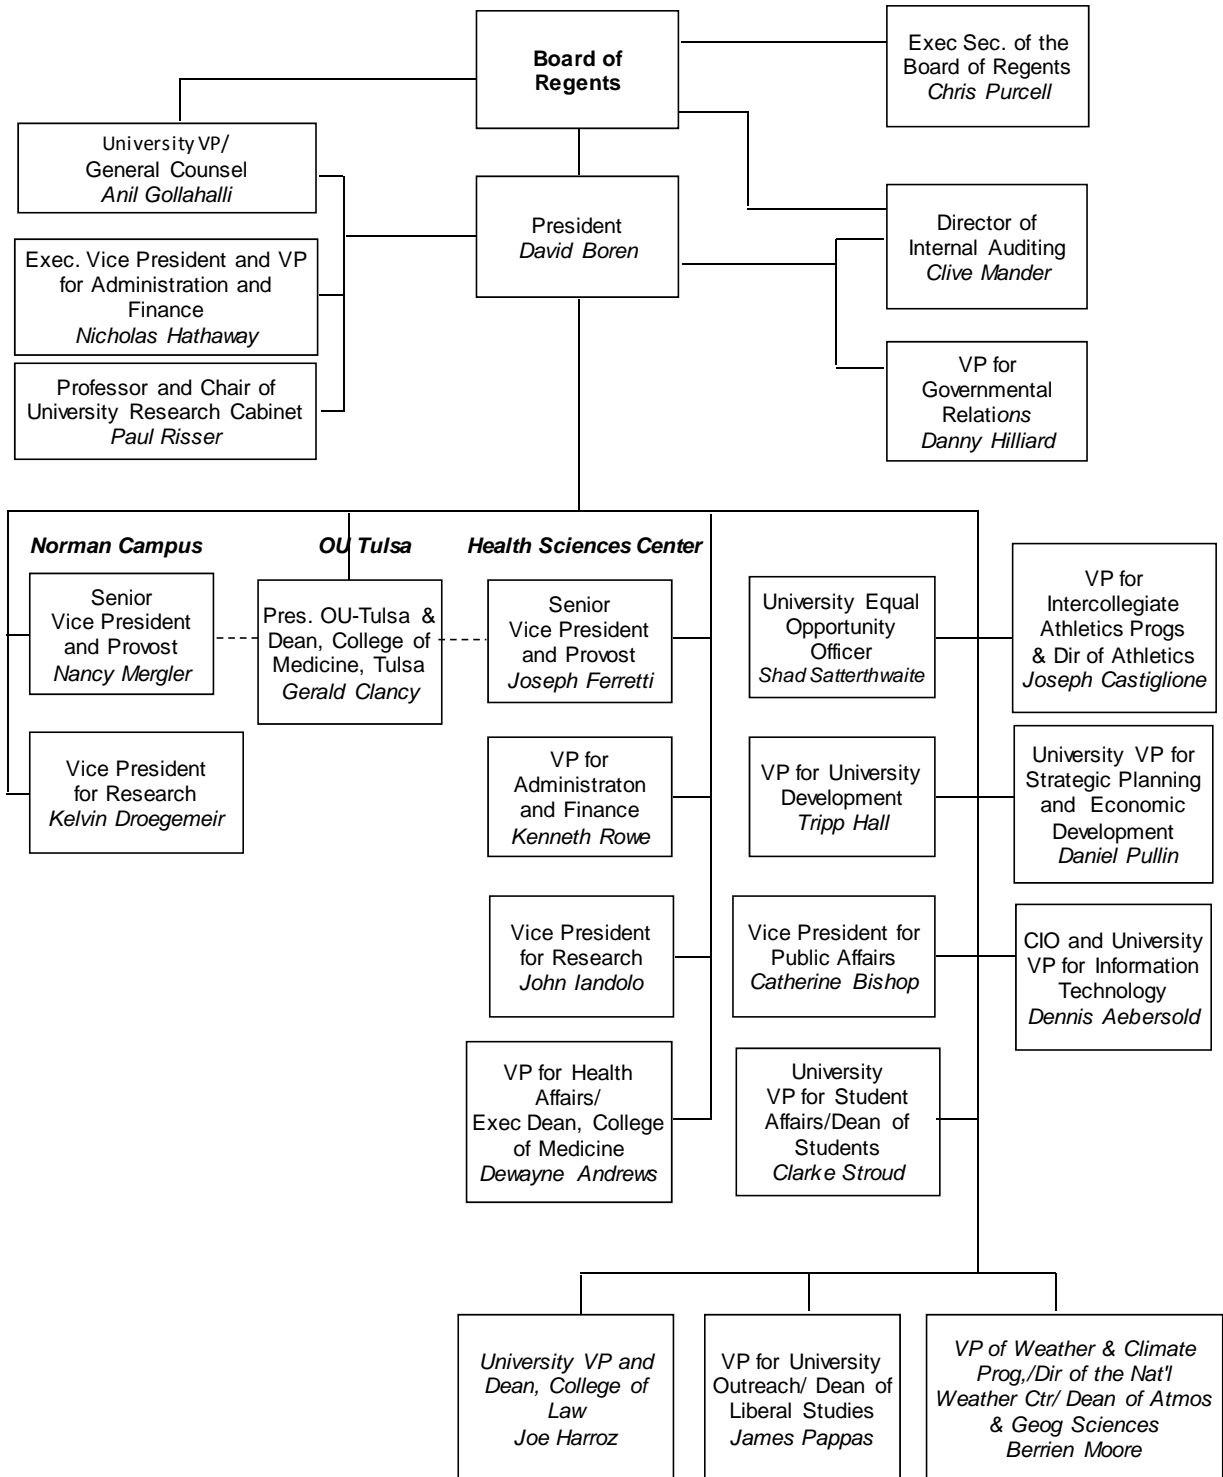 Board of
Regents
Exec Sec. of the
Board of Regents
Chris Purcell
University VP/
General Counsel
Anil Gollahalli
President
David Boren
Director of
Internal Auditing
Clive Mander
Exec. Vice President and VP
for Administration and
Finance
Nicholas Hathaway
VP for
Governmental
Relations
Danny Hilliard
Professor and Chair of
University Research Cabinet
Paul Risser
Norman Campus
OU Tulsa
Health Sciences Center
Senior
Vice President
and Provost
Nancy Mergler
Pres. OU-Tulsa &
Dean, College of
Medicine, Tulsa
Gerald Clancy
Senior
Vice President
and Provost
Joseph Ferretti
University Equal
Opportunity
Officer
Shad Satterthwaite
VP for
Intercollegiate
Athletics Progs
& Dir of Athletics
Joseph Castiglione
Vice President
for Research
Kelvin Droegemeir
VP for
Administraton
and Finance
Kenneth Rowe
VP for University
Development
Tripp Hall
University VP for
Strategic Planning
and Economic
Development
Daniel Pullin
Vice President
for Research
John Iandolo
Vice President for
Public Affairs
Catherine Bishop
CIO and University
VP for Information
Technology
Dennis Aebersold
VP for Health
Affairs/
Exec Dean, College
of Medicine
Dewayne Andrews
University
VP for Student
Affairs/Dean of
Students
Clarke Stroud
University VP and
Dean, College of
Law
Joe Harroz
VP for University
Outreach/ Dean of
Liberal Studies
James Pappas
VP of Weather & Climate
Prog,/Dir of the Nat'l
Weather Ctr/ Dean of Atmos
& Geog Sciences
Berrien Moore